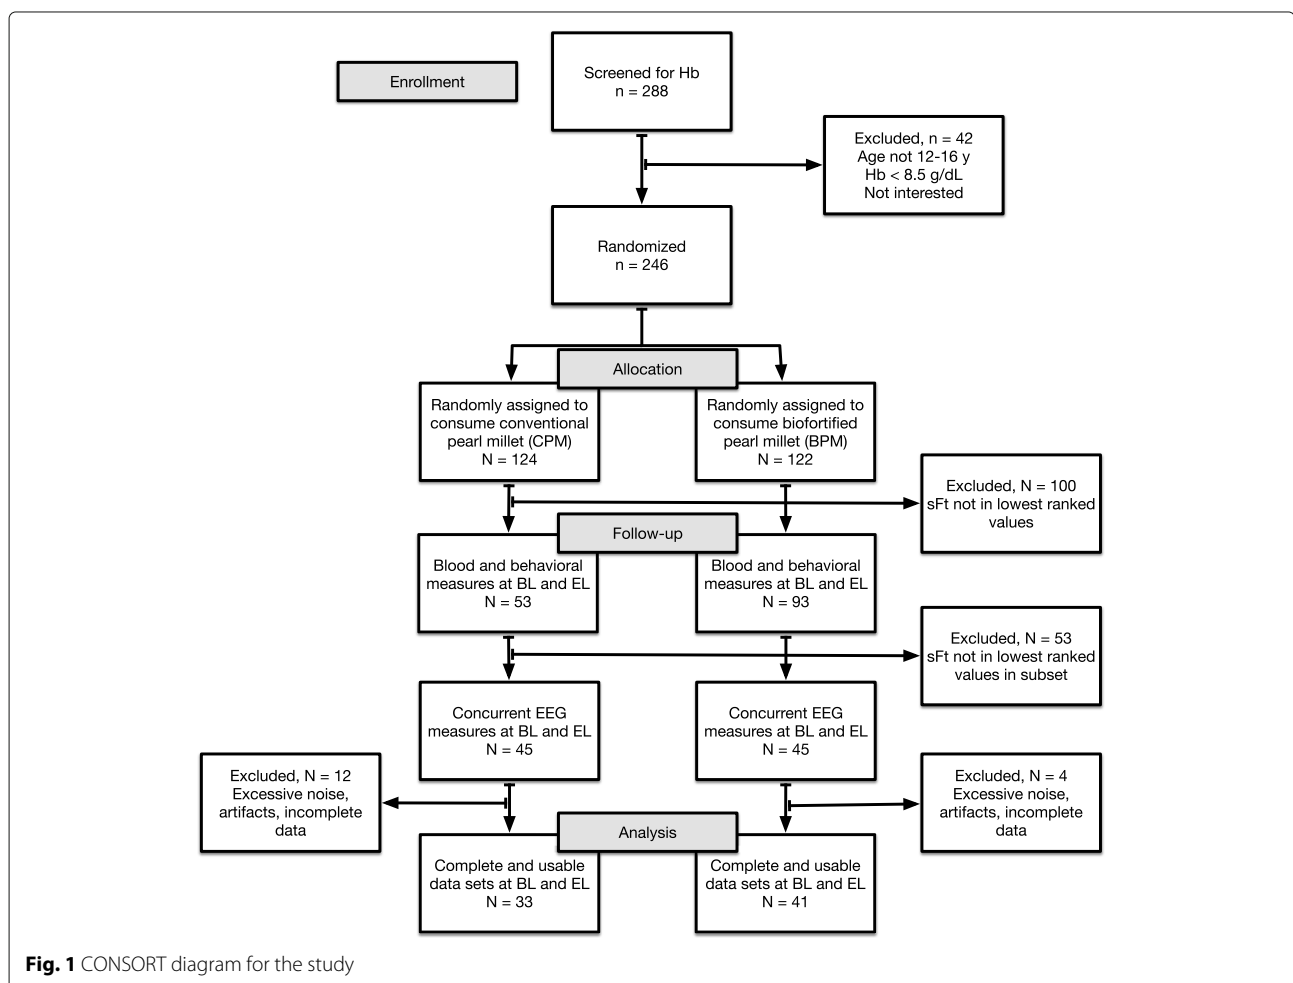 Enrollment
Screened for Hb
n = 288
Excluded, n = 42
Age not 12-16 y
Hb < 8.5 g/dL
Not interested
Randomized
n = 246
Allocation
Randomly assigned to
consume conventional
pearl millet (CPM)
N = 124
Randomly assigned to
consume biofortified
pearl millet (BPM)
N = 122
Excluded, N = 100
sFt not in lowest ranked
values
Follow-up
Blood and behavioral
measures at BL and EL
N = 53
Blood and behavioral
measures at BL and EL
N = 93
Excluded, N = 53
sFt not in lowest ranked
values in subset
Concurrent EEG
measures at BL and EL
N = 45
Concurrent EEG
measures at BL and EL
N = 45
Excluded, N = 12
Excessive noise,
artifacts, incomplete
data
Excluded, N = 4
Excessive noise,
artifacts, incomplete
data
Analysis
Complete and usable
data sets at BL and EL
N = 33
Complete and usable
data sets at BL and EL
N = 41
Fig. 1 CONSORT diagram for the study